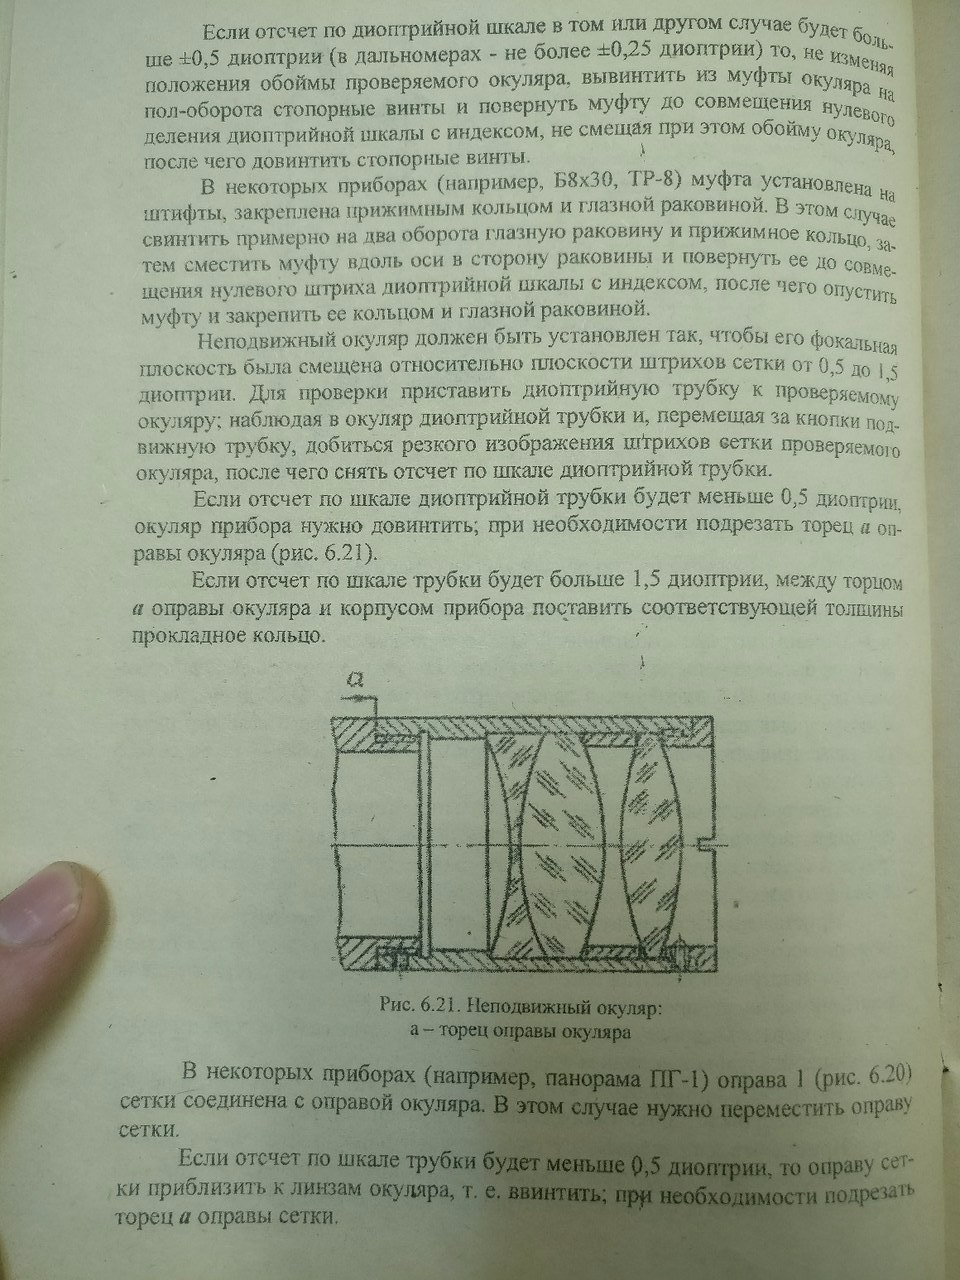 Если отсчет по диоптрийной шкале в том или другом случае будет боль-
ше ±0,5 диоптрии (в дальномерах - не более ±0,25 диоптрии) то, не изменяя
положения обоймы проверяемого окуляра, вывинтить из муфты окуляра на
пол-оборота стопорные винты и повернуть муфту до совмещения нулевого
деления диоптрийной шкалы с индексом, не смещая при этом обойму окуляра,
после чего довинтить стопорные винты.
В некоторых приборах (например, Б8х30, ТР-8) муфта установлена на
штифты, закреплена прижимным кольцом и глазной раковиной. В этом случае
свинтить примерно на два оборота глазную раковину и прижимное кольцо, за-
тем сместить муфту вдоль оси в сторону раковины и повернуть ее до совме-
щения нулевого штриха диоптрийной шкалы с индексом, после чего опустить
муфту и закрепить ее кольцом и глазной раковиной.
Неподвижный окуляр должен быть установлен так, чтобы его фокальная
плоскость была смещена относительно плоскости штрихов сетки от 0,5 до 1,5
диоптрии. Для проверки приставить диоптрийную трубку к проверяемому
окуляру; наблюдая в окуляр диоптрийной трубки и, перемещая за кнопки под-
вижную трубку, добиться резкого изображения штрихов сетки проверяемого
окуляра, после чего снять отсчет по шкале диоптрийной трубки.
Если отсчет по шкале диоптрийной трубки будет меньше 0,5 диоптрии,
окуляр прибора нужно довинтить; при необходимости подрезать торец а оп-
равы окуляра (рис. 6.21).
Если отсчет по шкале трубки будет больше 1,5 диоптрии, между торцом
а оправы окуляра и корпусом прибора поставить соответствующей толщины
прокладное кольцо.
а
Рис. 6.21. Неподвижный окуляр:
а – торец оправы окуляра
В некоторых приборах (например, панорама ПГ-1) оправа 1 (рис. 6.20)
сетки соединена с оправой окуляра. В этом случае нужно переместить оправу
сетки.
Если отсчет по шкале трубки будет меньше 0,5 диоптрии, то оправу сет-
ки приблизить к линзам окуляра, т. е. ввинтить; при необходимости подрезать
торец а оправы сетки.